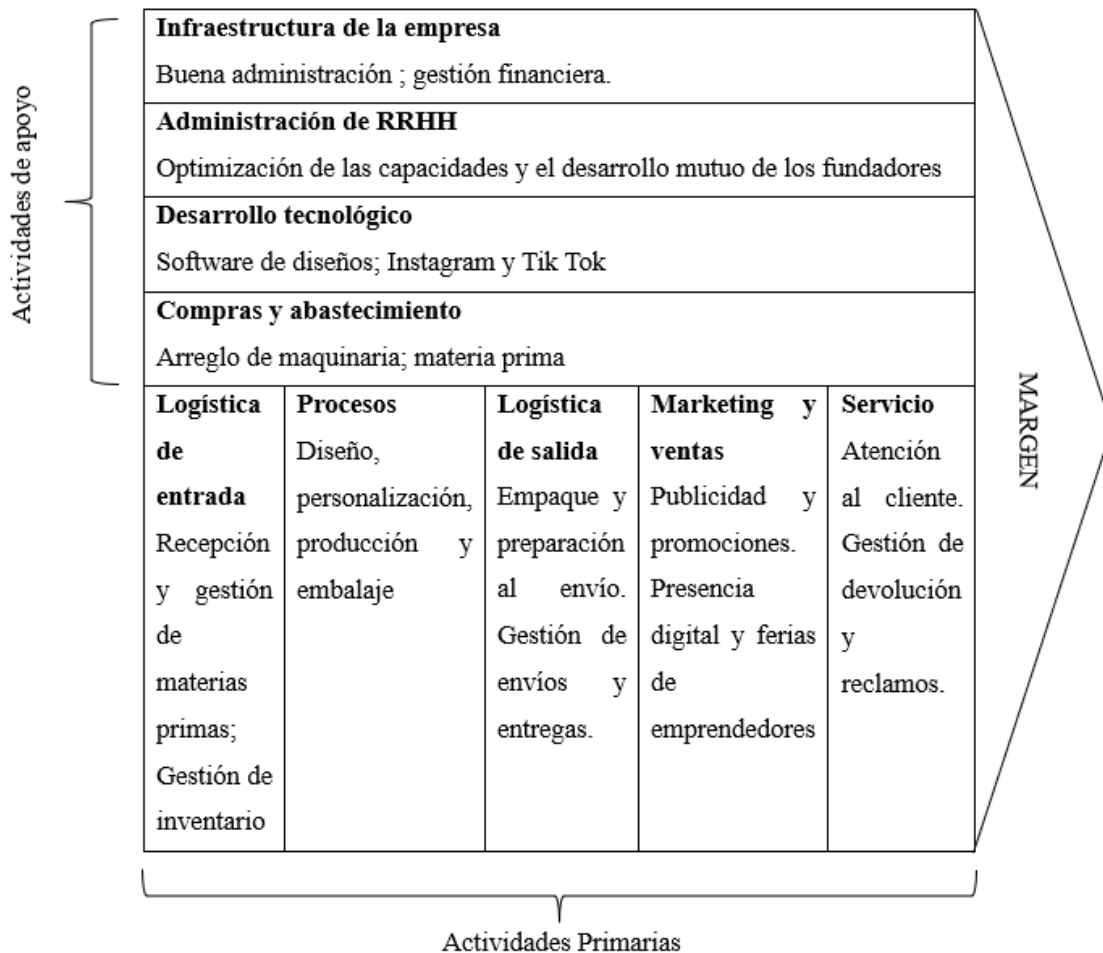 Actividades de apoyo
Infraestructura de la empresa
Buena administración ; gestión financiera.
Administración de RRHH
Optimización de las capacidades y el desarrollo mutuo de los fundadores
Desarrollo tecnológico
Software de diseños; Instagram y Tik Tok
Compras y abastecimiento
Arreglo de maquinaria; materia prima
Logística
de
entrada
Recepción
y gestión
de
materias
primas;
Gestión de
inventario
Procesos
Diseño,
personalización,
producción y
embalaje
Logística
de salida
Empaque y
preparación
al envío.
Gestión de
envíos y
entregas.
Marketing y
ventas
Publicidad y
promociones.
Presencia
digital y ferias
de
emprendedores
Servicio
Atención
al cliente.
Gestión de
devolución
y
reclamos.
MARGEN
Actividades Primarias